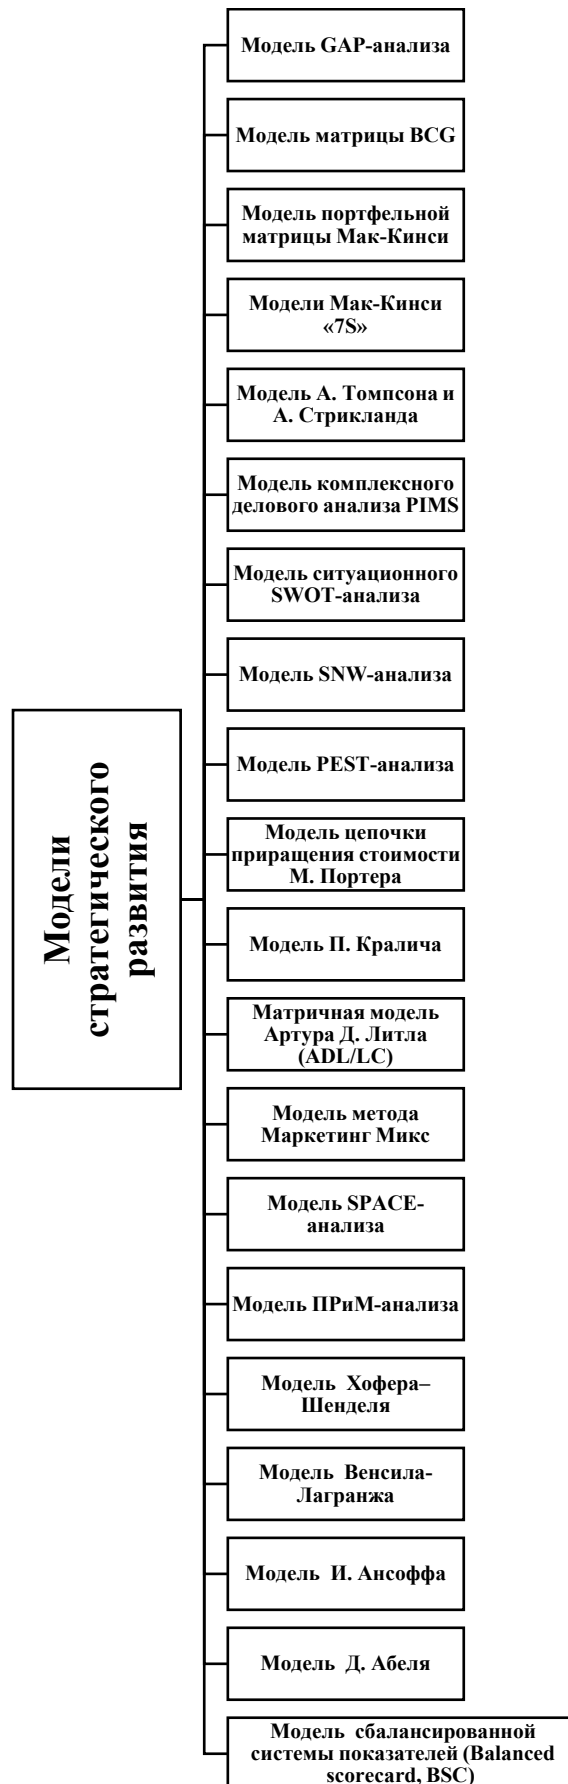 Модели
стратегического
развития
Модель GAP-анализа
Модель матрицы BCG
Модель портфельной
матрицы Мак-Кинси
Модели Мак-Кинси
«7S»
Модель А. Томпсона и
А. Стрикланда
Модель комплексного
делового анализа PIMS
Модель ситуационного
SWOT-анализа
Модель SNW-анализа
Модель PEST-анализа
Модель цепочки
приращения стоимости
М. Портера
Модель П. Кралича
Матричная модель
Артура Д. Литла
(ADL/LC)
Модель метода
Маркетинг Микс
Модель SPACE-
анализа
Модель ПРиМ-анализа
Модель Хофера–
Шенделя
Модель Венсила-
Лагранжа
Модель И. Ансоффа
Модель Д. Абеля
Модель сбалансированной
системы показателей (Balanced
scorecard, BSC)